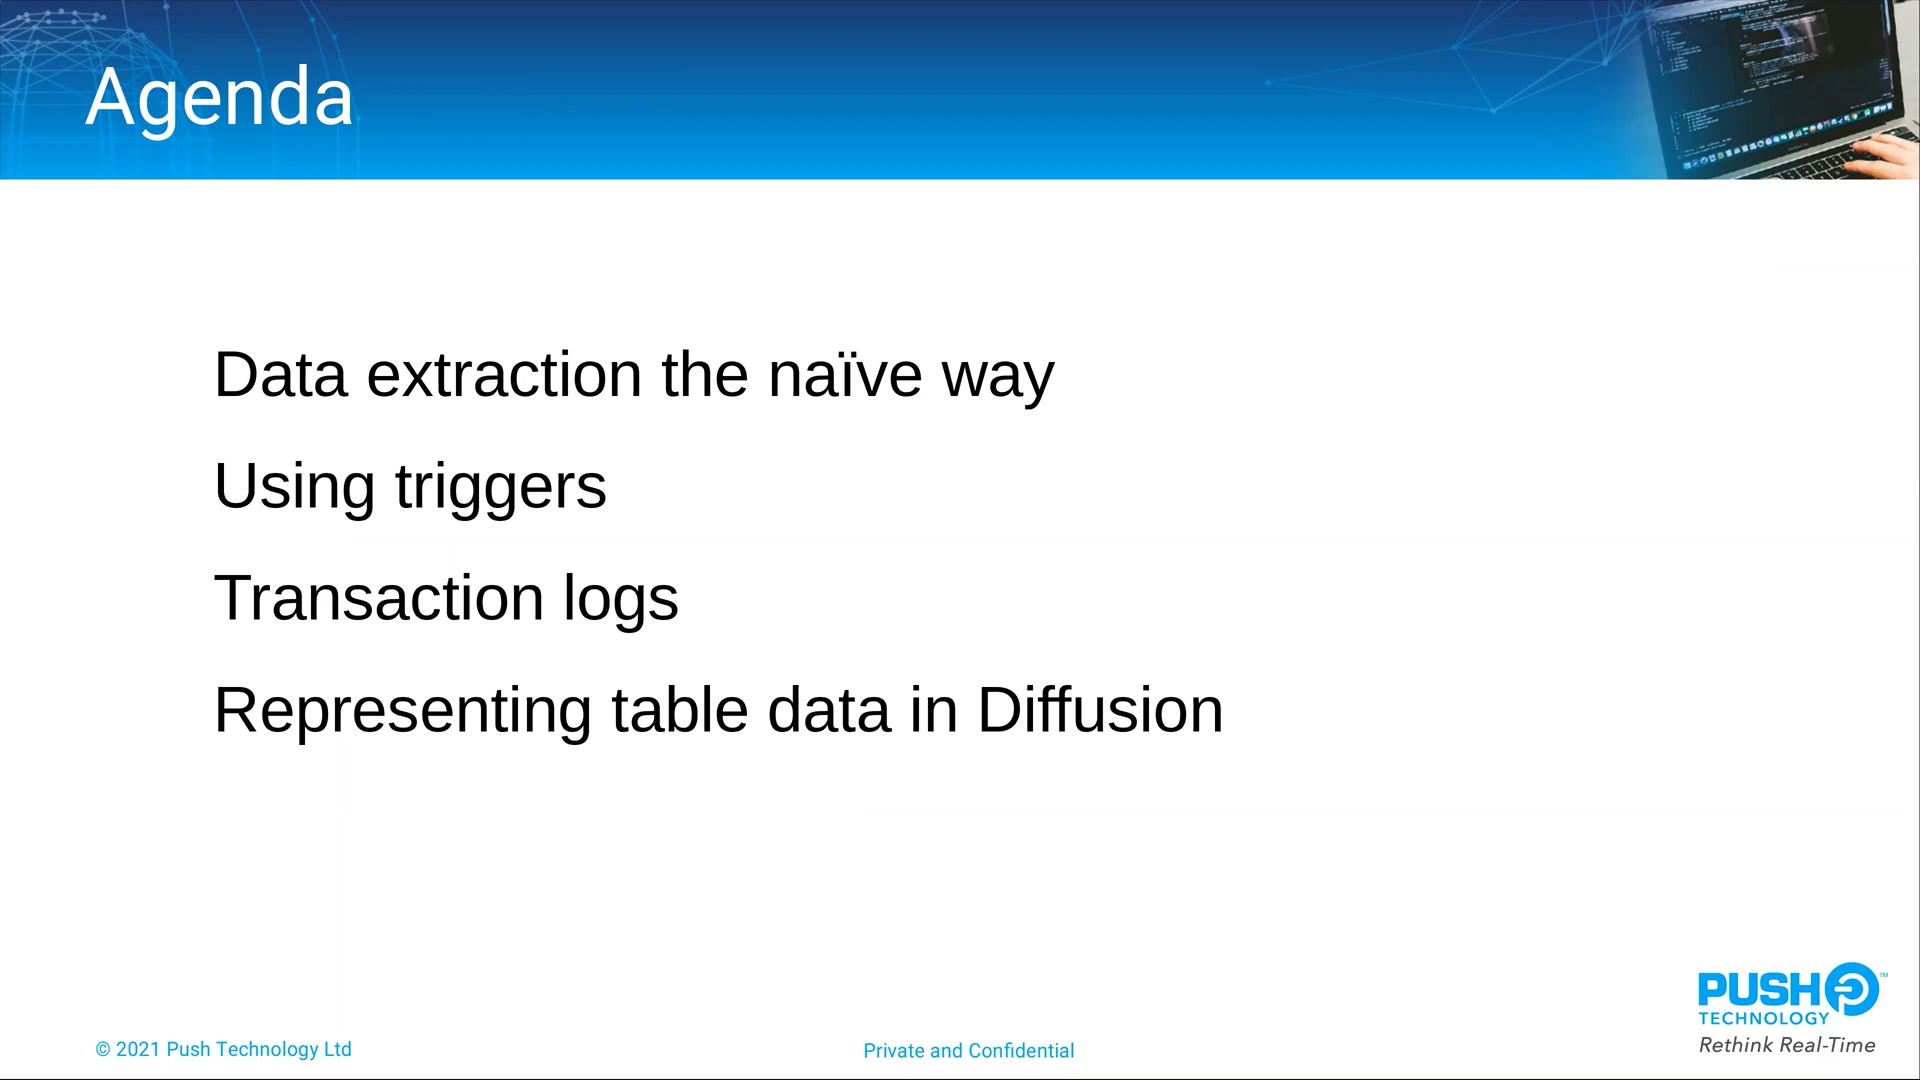 Agenda
Data extraction the naïve way
Using triggers
Transaction logs
Representing table data in Diffusion
PUSH
TM
TECHNOLOGY
Rethink Real-Time
© 2021 Push Technology Ltd
Private and Confidential